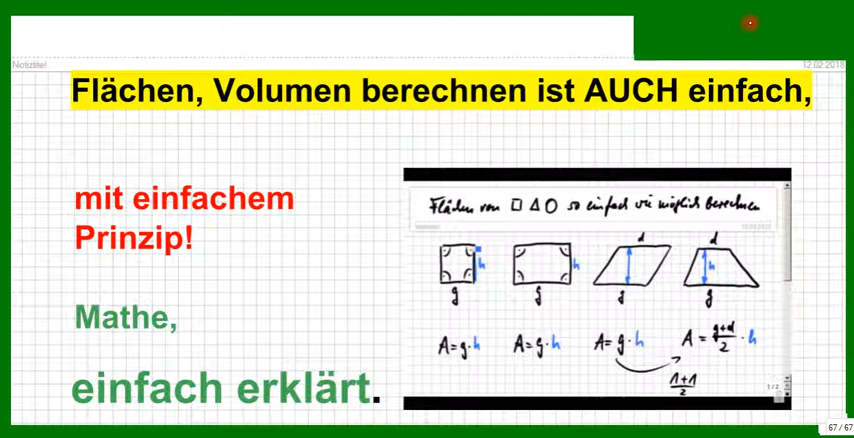 Notiztitel
12.02.2018
Flächen, Volumen berechnen ist AUCH einfach,
mit einfachem
Prinzip!
Mathe,
einfach erklärt.
Flächen von □ Δ ○ so einfach wie möglich berechnen
d d
h h h
g g g g
A=g·h A=g·h A=g·h A=(g+d)/2·h
(1+1)/2
1/2
67 / 67